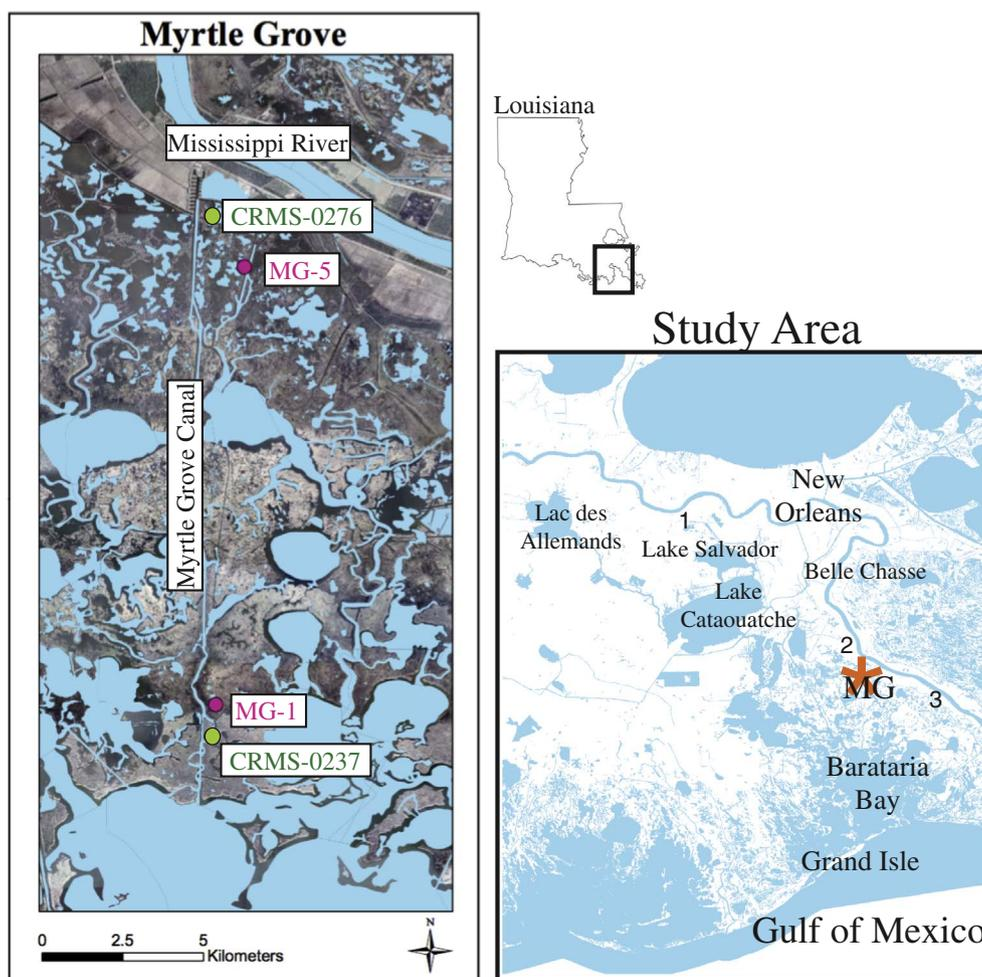 Myrtle Grove
Mississippi River
CRMS-0276
MG-5
Myrtle Grove Canal
MG-1
CRMS-0237
0 2.5 5
Kilometers
N
Louisiana
Study Area
New
Orleans
Lac des
Allemands
1
Lake Salvador
Belle Chasse
Lake
Cataouatche
2
MG
3
Barataria
Bay
Grand Isle
Gulf of Mexico